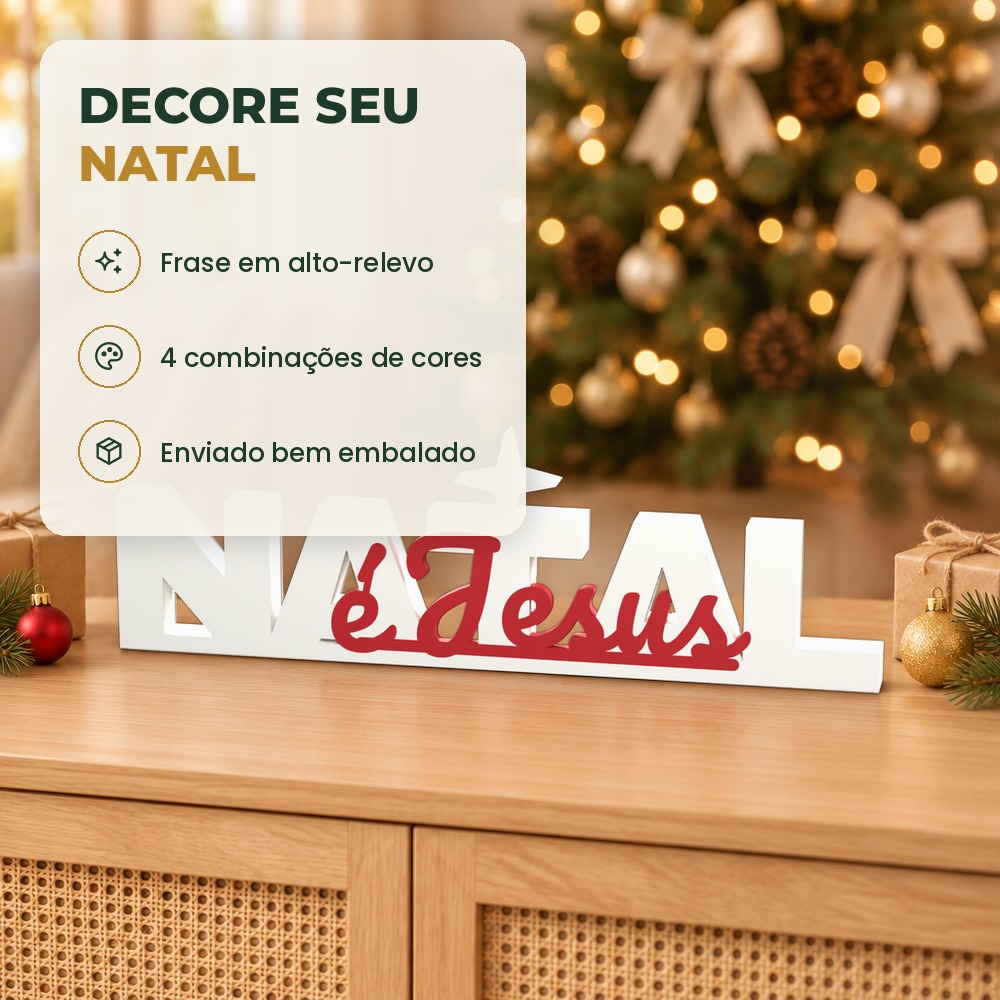 DECORE SEU
NATAL
Frase em alto-relevo
4 combinações de cores
Enviado bem embalado
NATAL
é Jesus